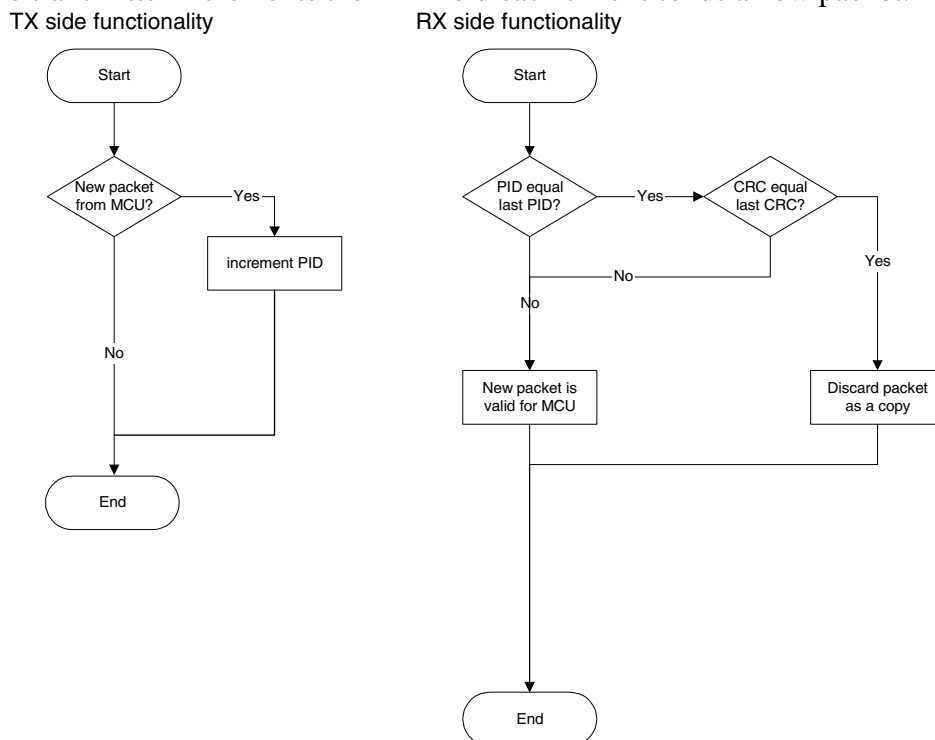 TX side functionality
RX side functionality
Start
New packet
from MCU?
Yes
increment PID
No
End
Start
PID equal
last PID?
Yes
CRC equal
last CRC?
Yes
No
No
New packet is
valid for MCU
Discard packet
as a copy
End